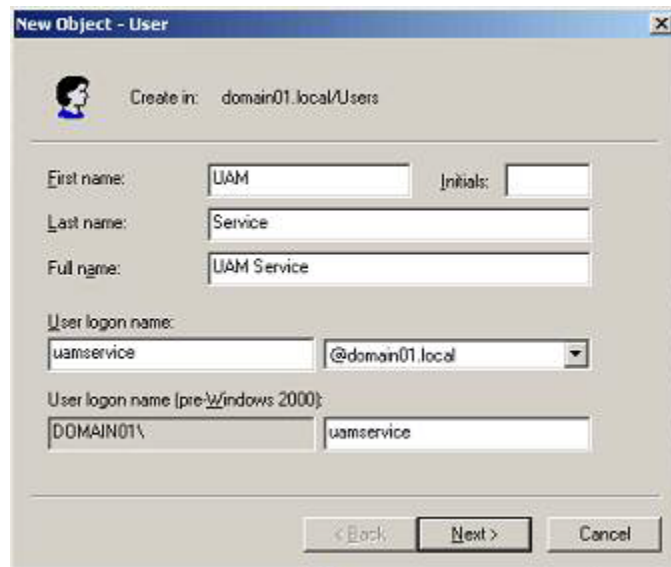 New Object - User
Create in: domain01.local/Users
First name: UAM Initials:
Last name: Service
Full name: UAM Service
User logon name:
uamservice @domain01.local
User logon name (pre-Windows 2000):
DOMAIN01\ uamservice
< Back Next > Cancel